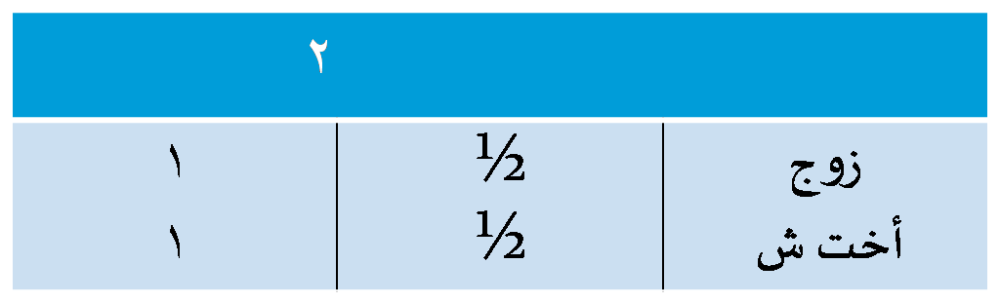 ٢
زوج ½ ١
أخت ش ½ ١